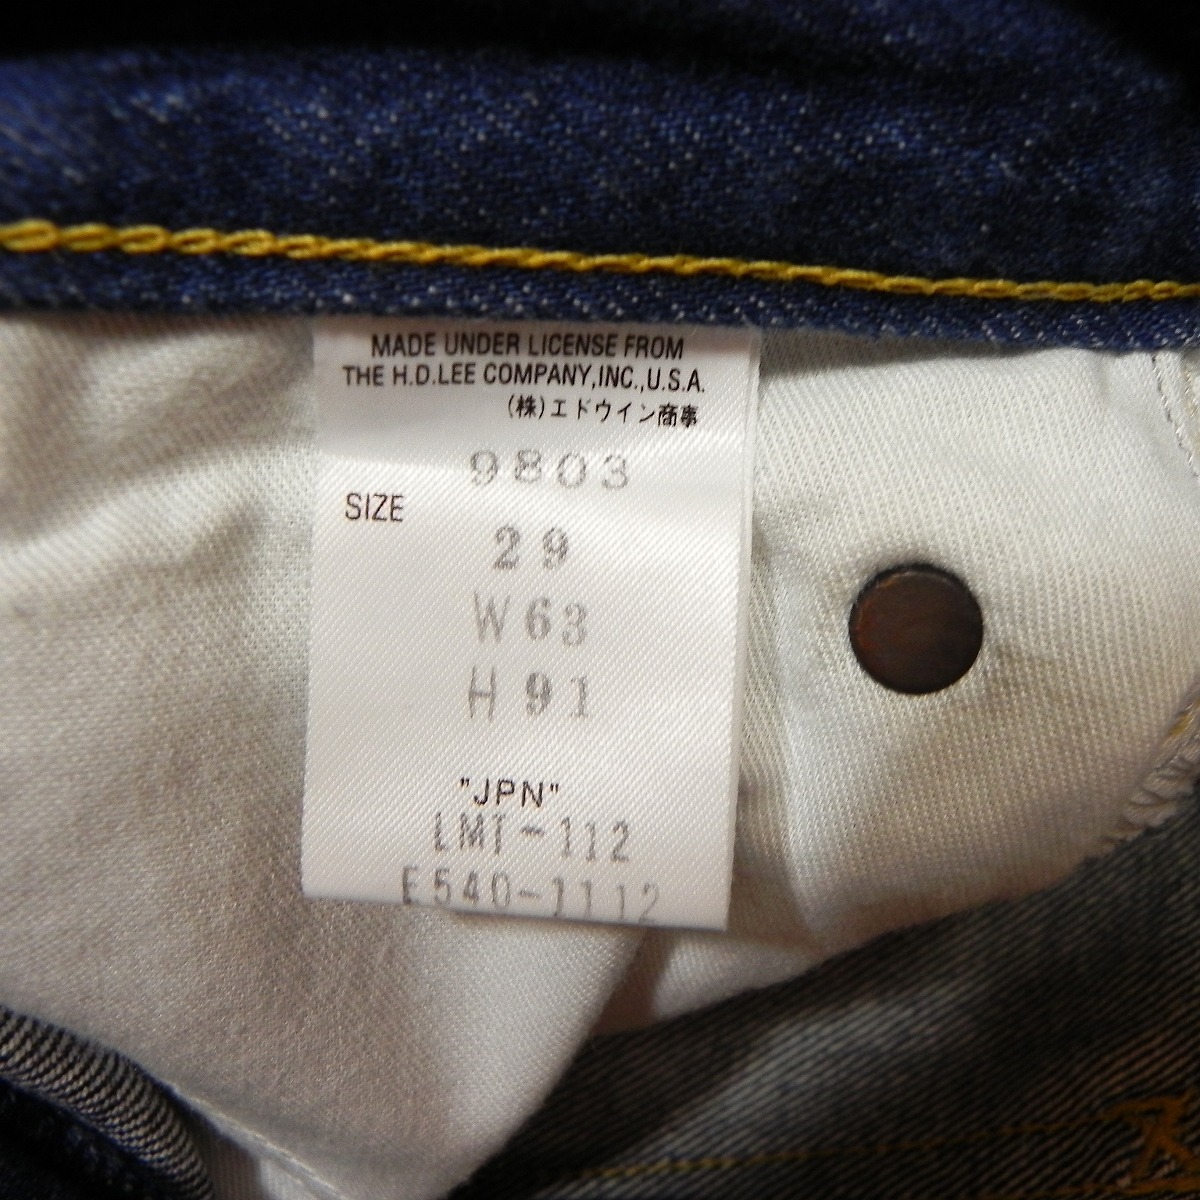 MADE UNDER LICENSE FROM
THE H.D.LEE COMPANY,INC.,U.S.A.
(株)エドウイン商事
9803
SIZE
29
W63
H91
"JPN"
LMT-112
E540-1112